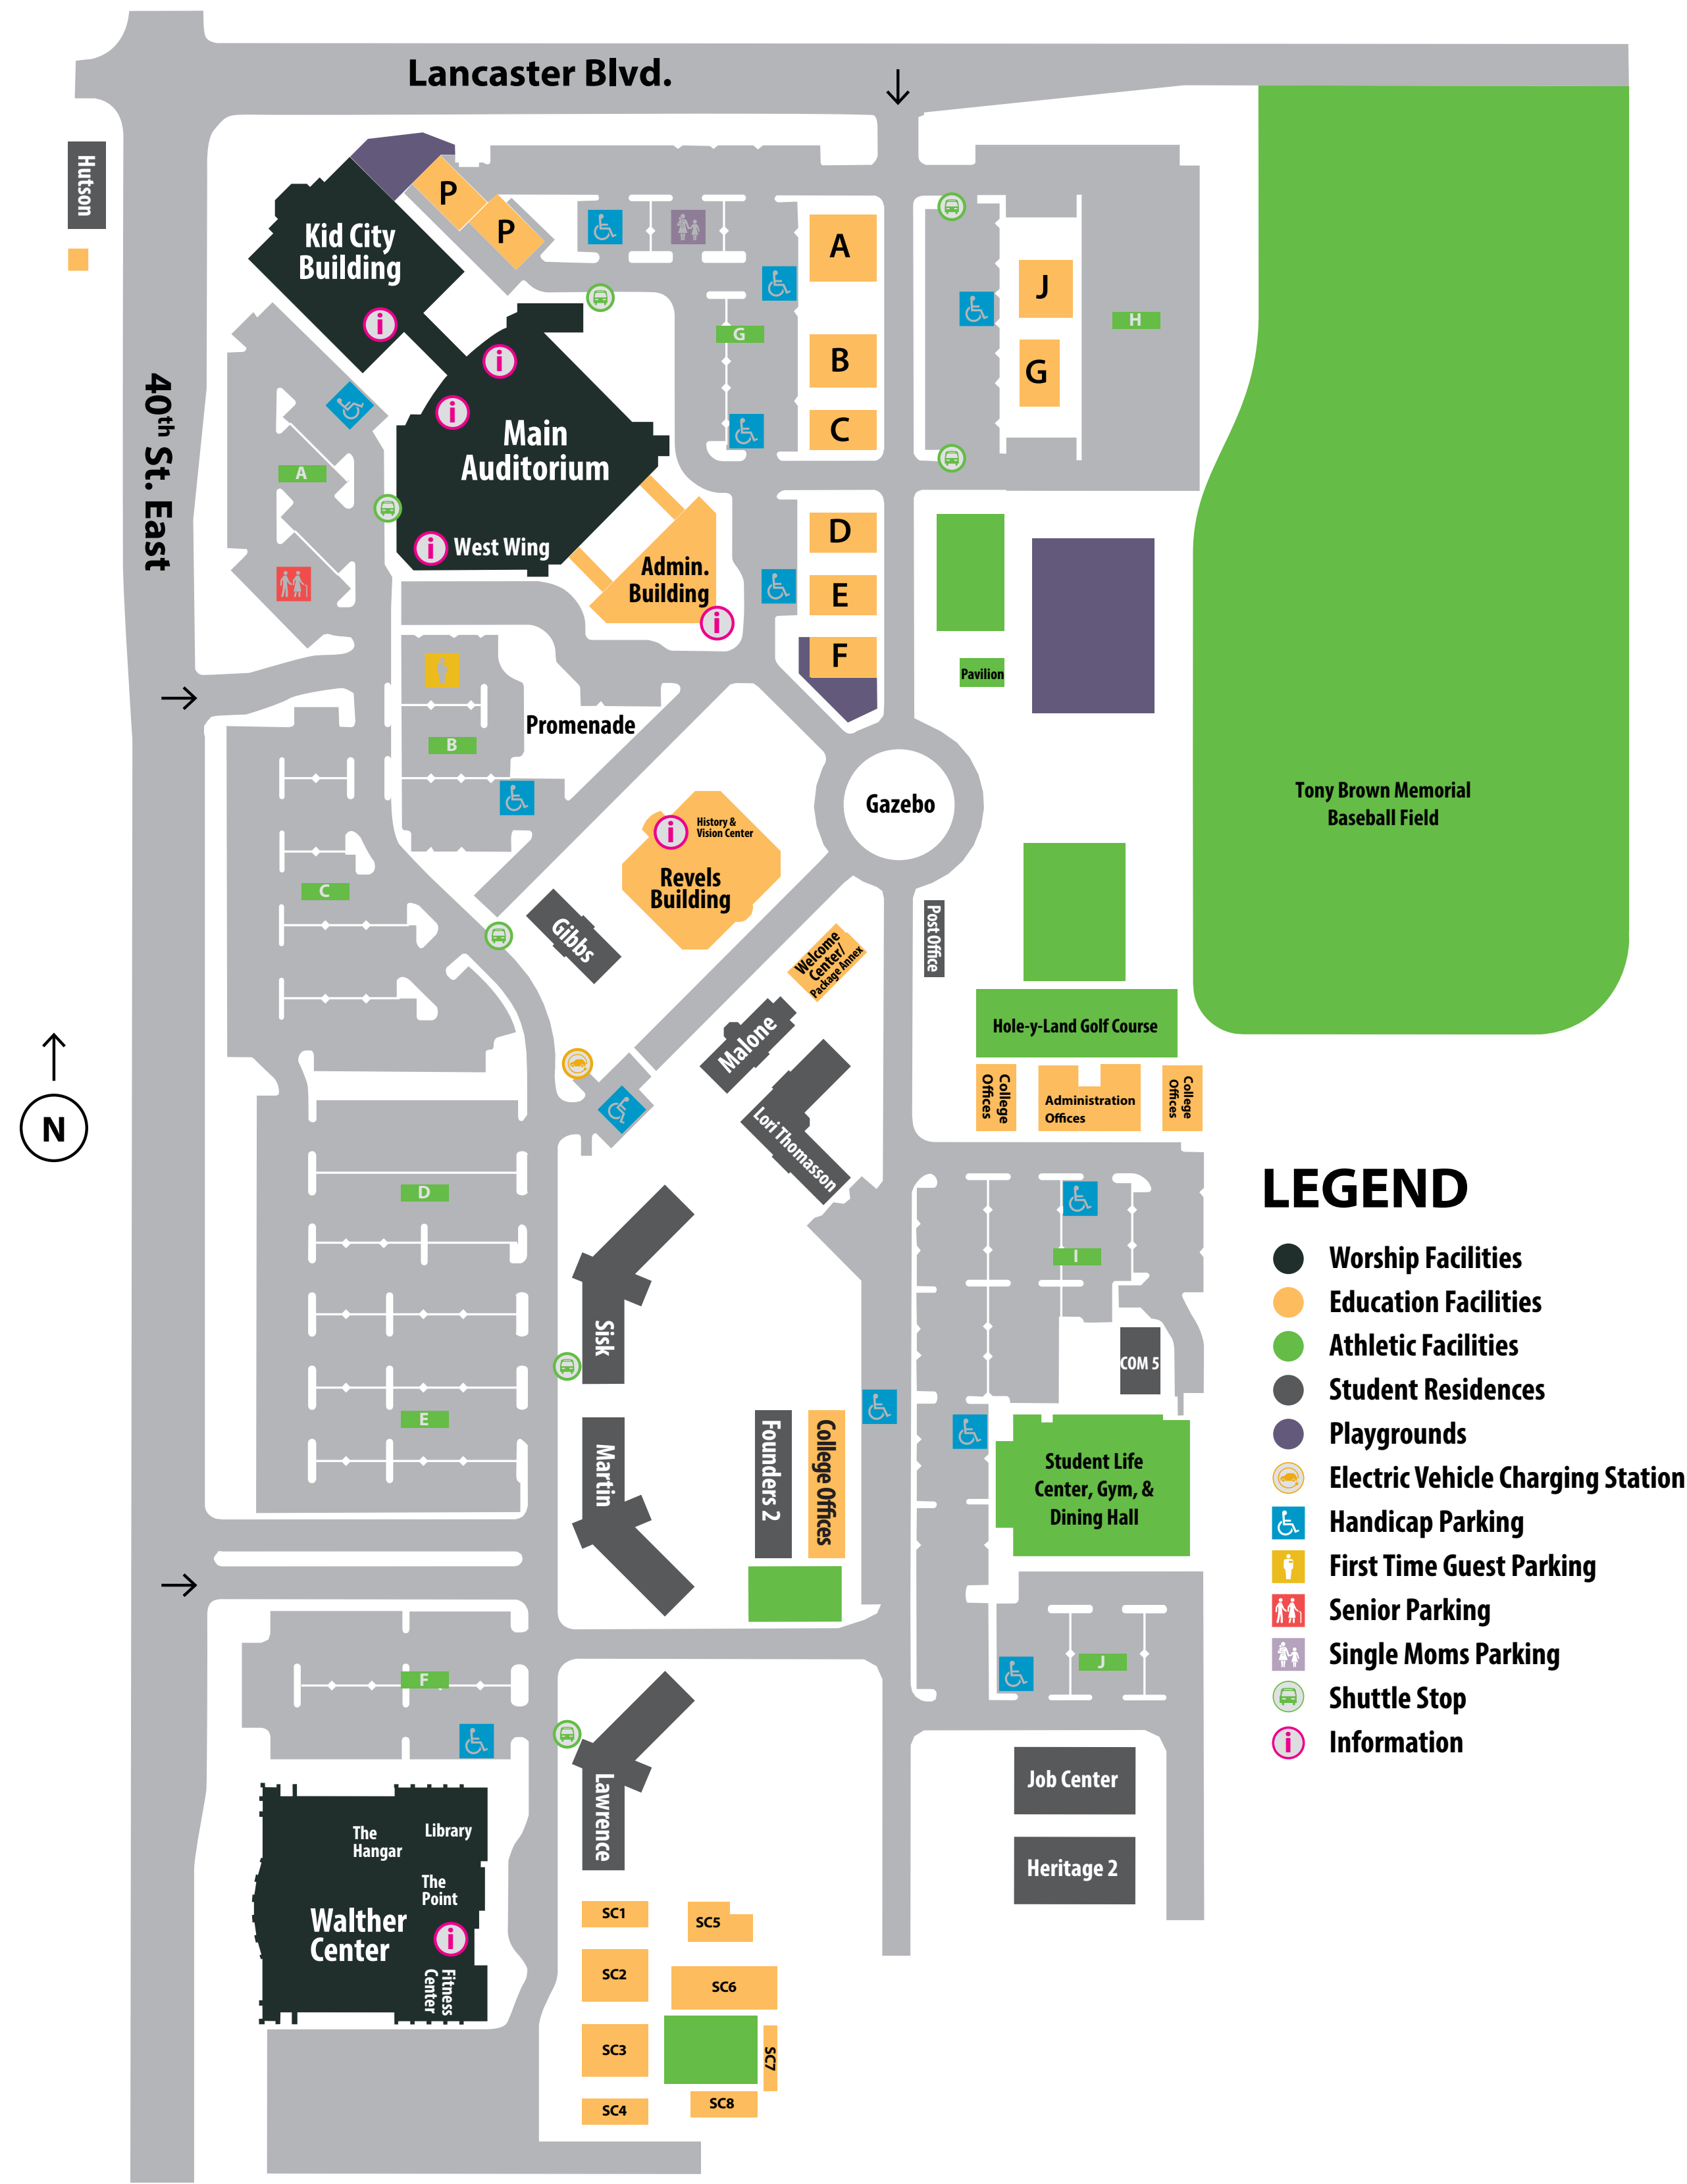 Lancaster Blvd.
Hutson
40th St. East
P
P
Kid City
Building
i
i
i
Main
Auditorium
i
West Wing
Admin.
Building
i
A
B
C
D
E
F
J
G
G
H
A
Pavilion
Promenade
B
Gazebo
Tony Brown Memorial
Baseball Field
i
History &
Vision Center
Revels
Building
C
Gibbs
Welcome
Center/
Package Annex
Post Office
Malone
Hole-y-Land Golf Course
College
Offices
Administration
Offices
College
Offices
Lori Thomasson
N
D
I
Sisk
COM 5
E
Martin
Founders 2
College Offices
Student Life
Center, Gym, &
Dining Hall
F
J
Lawrence
Job Center
Heritage 2
The
Hangar
Library
The
Point
Walther
Center
i
Fitness
Center
SC1
SC2
SC3
SC4
SC5
SC6
SC7
SC8
LEGEND
Worship Facilities
Education Facilities
Athletic Facilities
Student Residences
Playgrounds
Electric Vehicle Charging Station
Handicap Parking
First Time Guest Parking
Senior Parking
Single Moms Parking
Shuttle Stop
i
Information